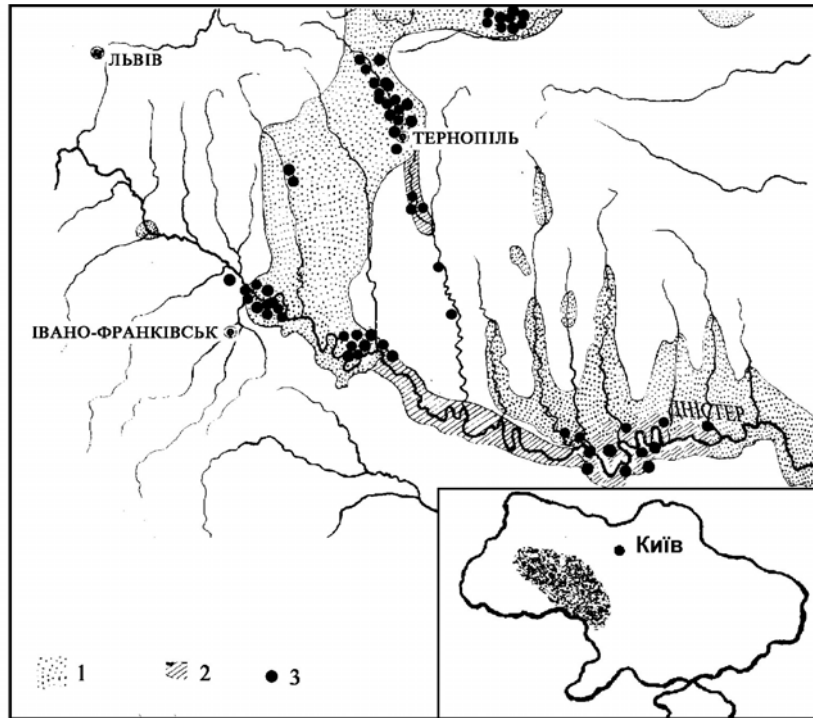 ЛЬВІВ
ТЕРНОПІЛЬ
ІВАНО-ФРАНКІВСЬК
ДНІСТЕР
Київ
1
2
3